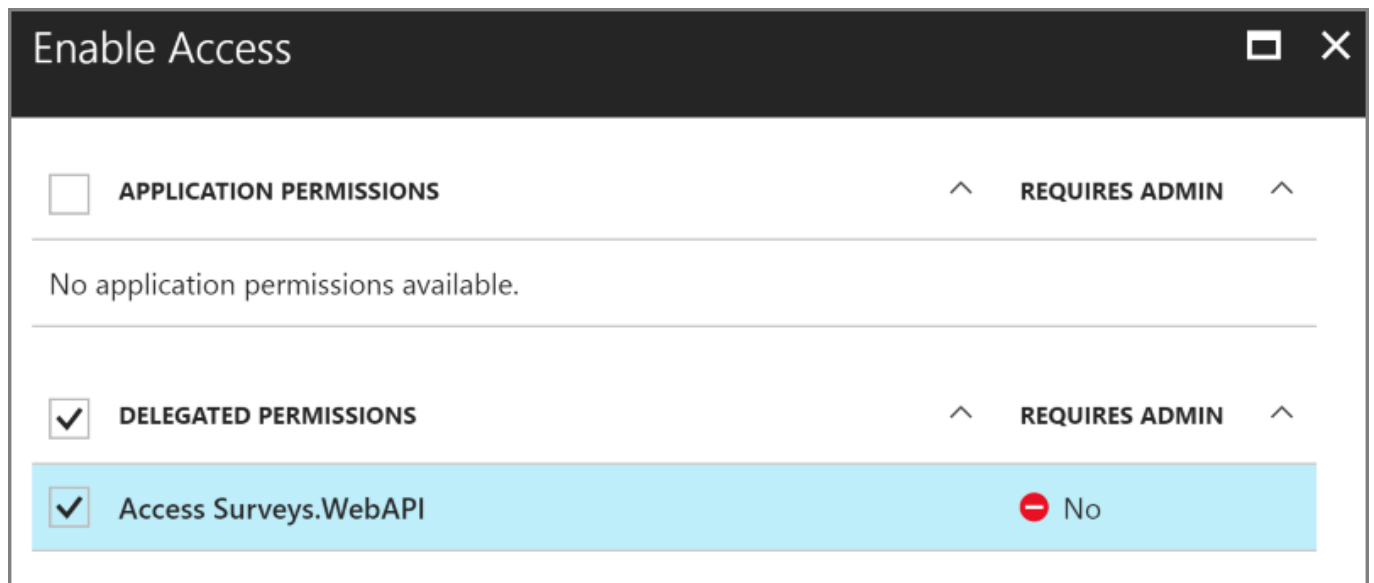 Enable Access
APPLICATION PERMISSIONS REQUIRES ADMIN
No application permissions available.
DELEGATED PERMISSIONS REQUIRES ADMIN
Access Surveys.WebAPI No